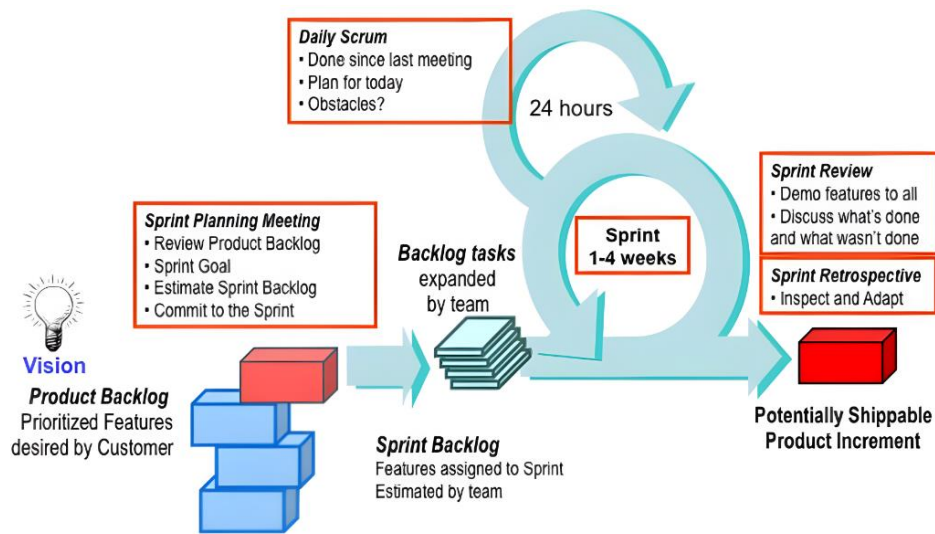 Daily Scrum
• Done since last meeting
• Plan for today
• Obstacles?
24 hours
Sprint Planning Meeting
• Review Product Backlog
• Sprint Goal
• Estimate Sprint Backlog
• Commit to the Sprint
Vision
Product Backlog
Prioritized Features
desired by Customer
Backlog tasks
expanded
by team
Sprint Backlog
Features assigned to Sprint
Estimated by team
Sprint
1-4 weeks
Sprint Review
• Demo features to all
• Discuss what's done
and what wasn't done
Sprint Retrospective
• Inspect and Adapt
Potentially Shippable
Product Increment